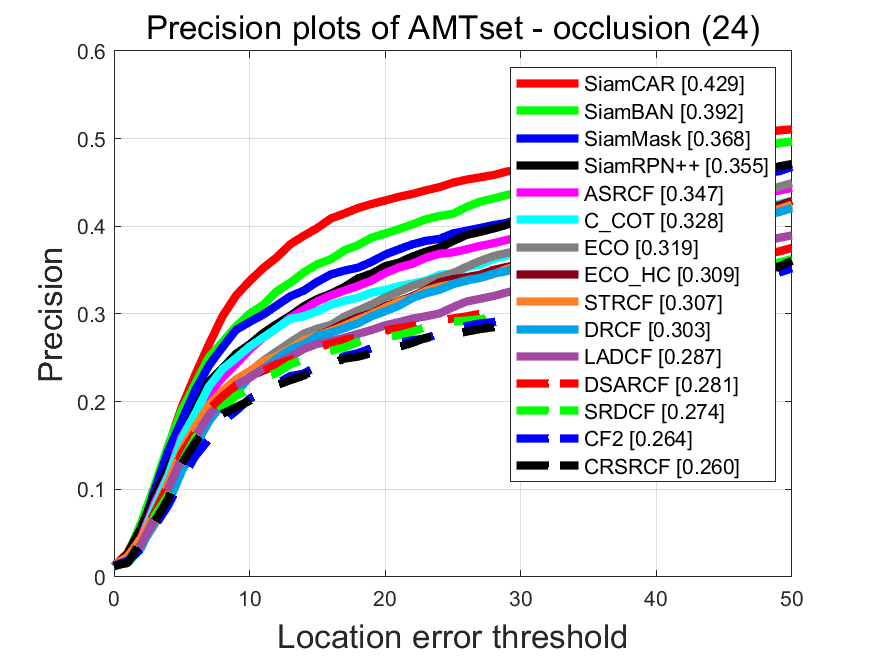 Precision plots of AMTset - occlusion (24)
0.6
0.5
0.4
0.3
0.2
0.1
0
Precision
SiamCAR [0.429]
SiamBAN [0.392]
SiamMask [0.368]
SiamRPN++ [0.355]
ASRCF [0.347]
C_COT [0.328]
ECO [0.319]
ECO_HC [0.309]
STRCF [0.307]
DRCF [0.303]
LADCF [0.287]
DSARCF [0.281]
SRDCF [0.274]
CF2 [0.264]
CRSRCF [0.260]
0 10 20 30 40 50
Location error threshold